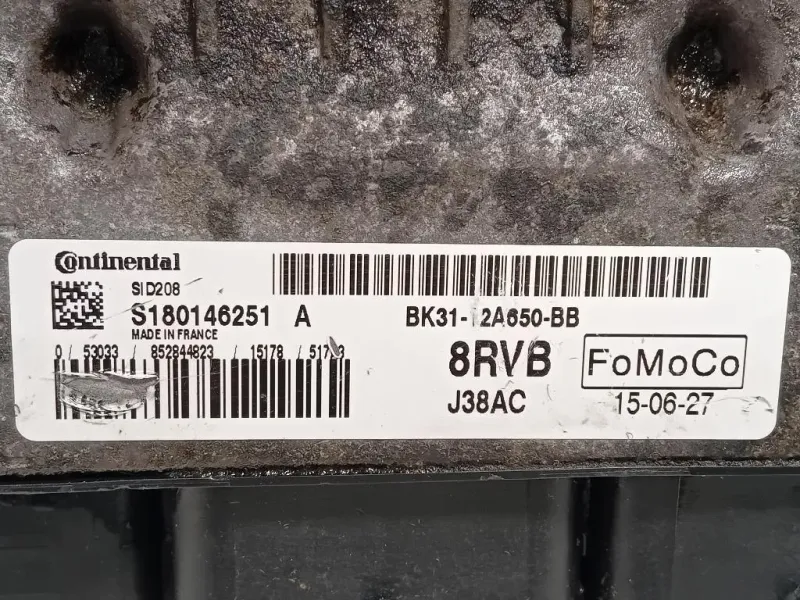 Continental
SID208
S180146251 A
BK31-12A650-BB
MADE IN FRANCE
8RVB
FoMoCo
0 / 53033 / 852844823 / 15178 /
J38AC
15-06-27